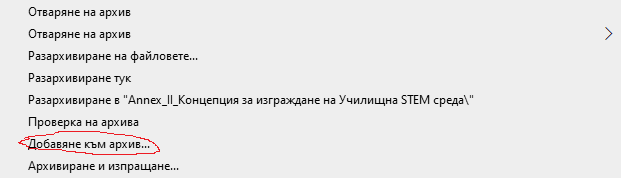 Отваряне на архив
Отваряне на архив
Разархивиране на файловете...
Разархивиране тук
Разархивиране в "Annex_II_Концепция за изграждане на Училищна STEM среда\"
Проверка на архива
Добавяне към архив...
Архивиране и изпращане...